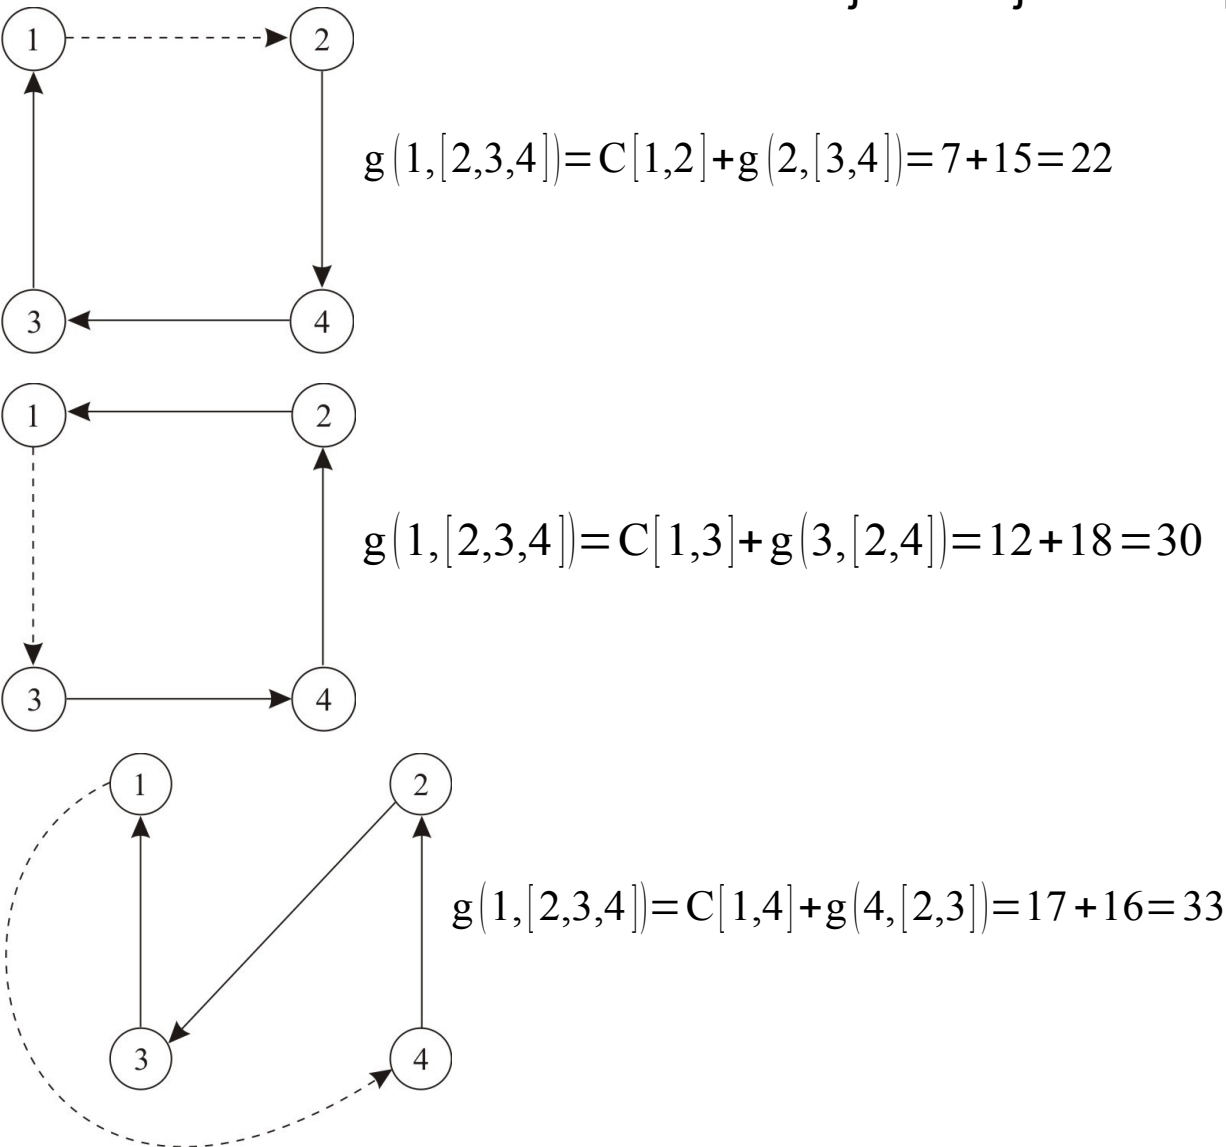 1 2
g(1,[2,3,4])=C[1,2]+g(2,[3,4])=7+15=22
3 4
1 2
g(1,[2,3,4])=C[1,3]+g(3,[2,4])=12+18=30
3 4
1 2
g(1,[2,3,4])=C[1,4]+g(4,[2,3])=17+16=33
3 4